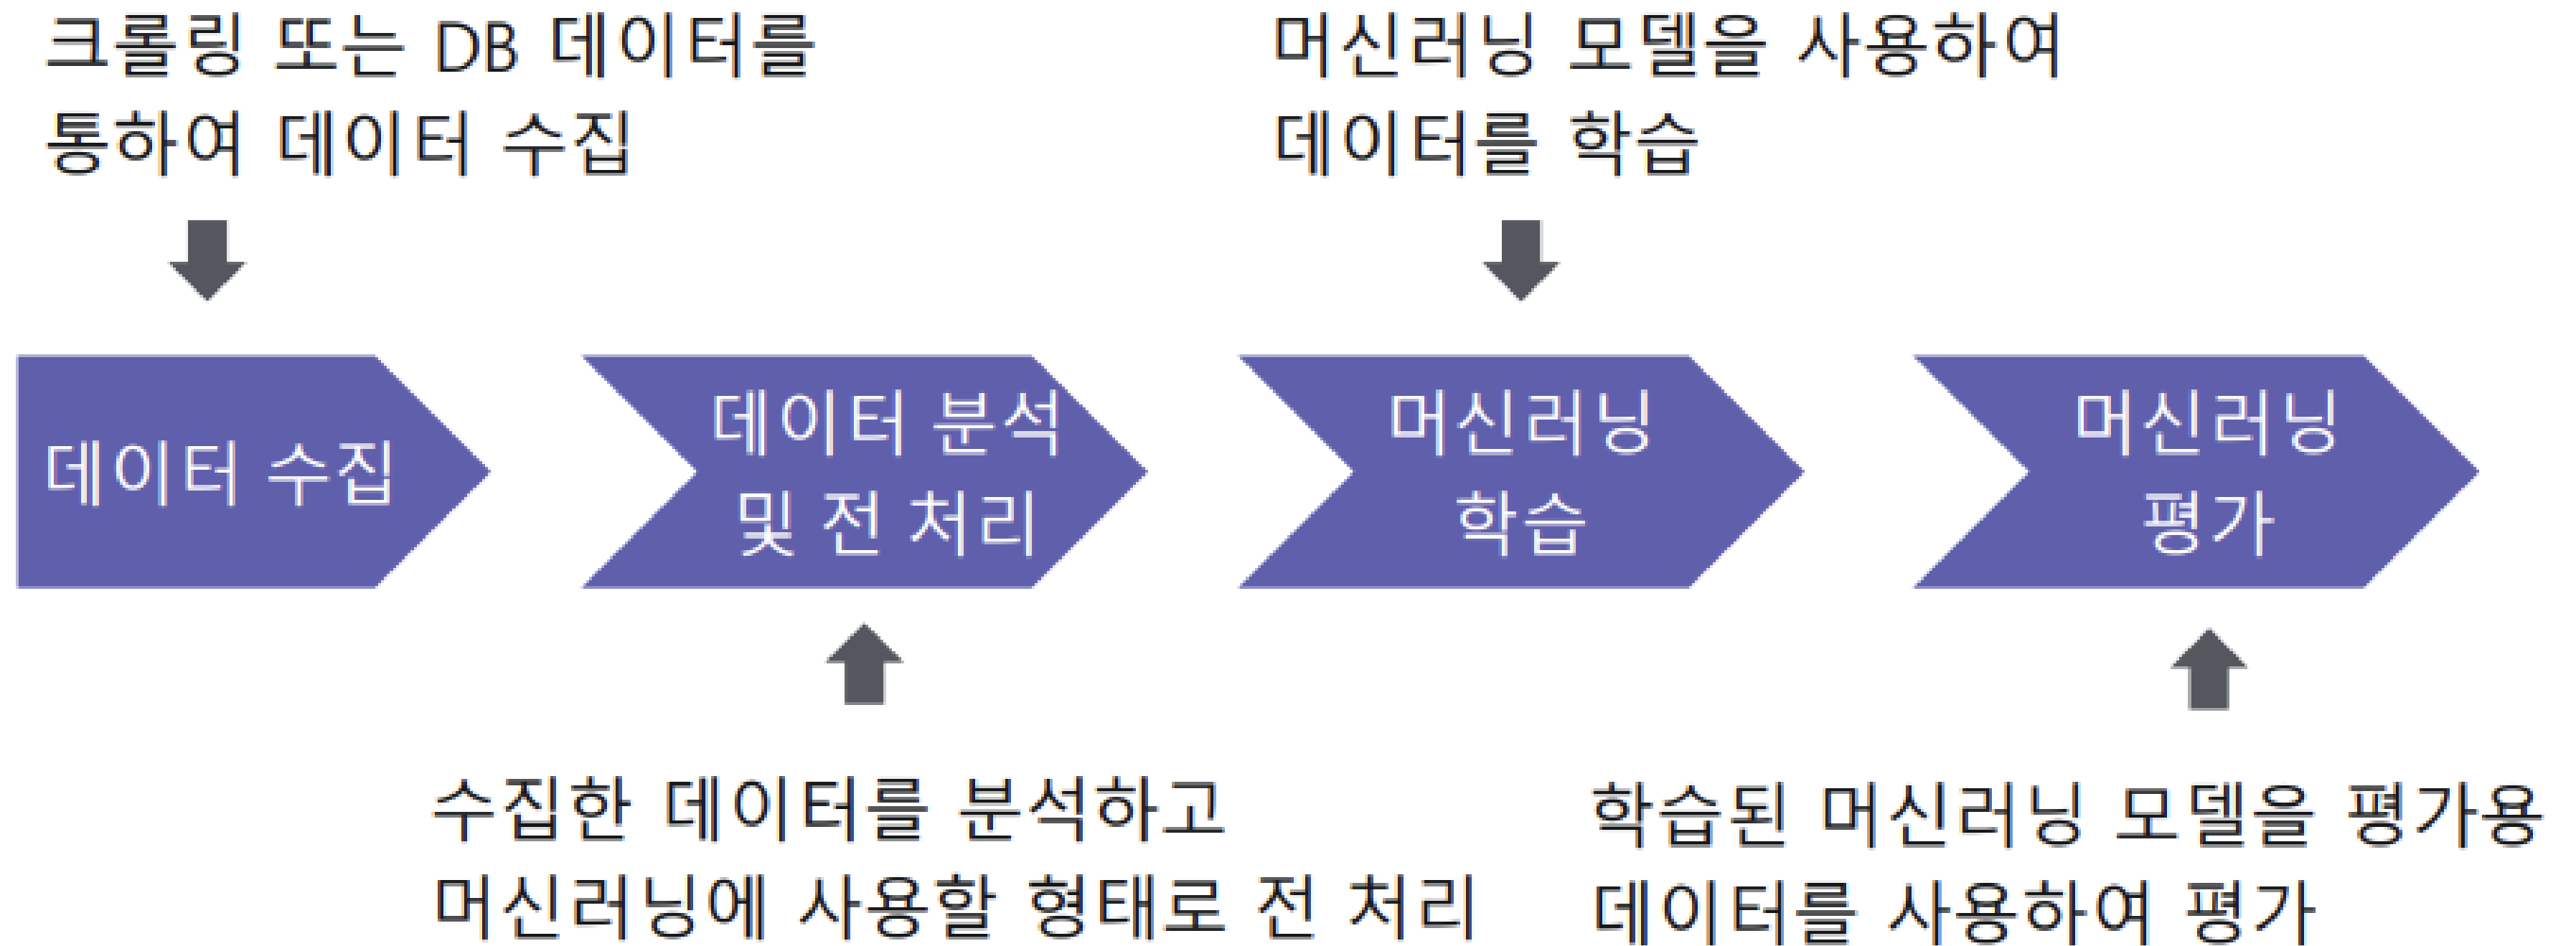 크롤링 또는 DB 데이터를
통하여 데이터 수집
머신러닝 모델을 사용하여
데이터를 학습
데이터 수집
데이터 분석
및 전 처리
머신러닝
학습
머신러닝
평가
수집한 데이터를 분석하고
머신러닝에 사용할 형태로 전 처리
학습된 머신러닝 모델을 평가용
데이터를 사용하여 평가